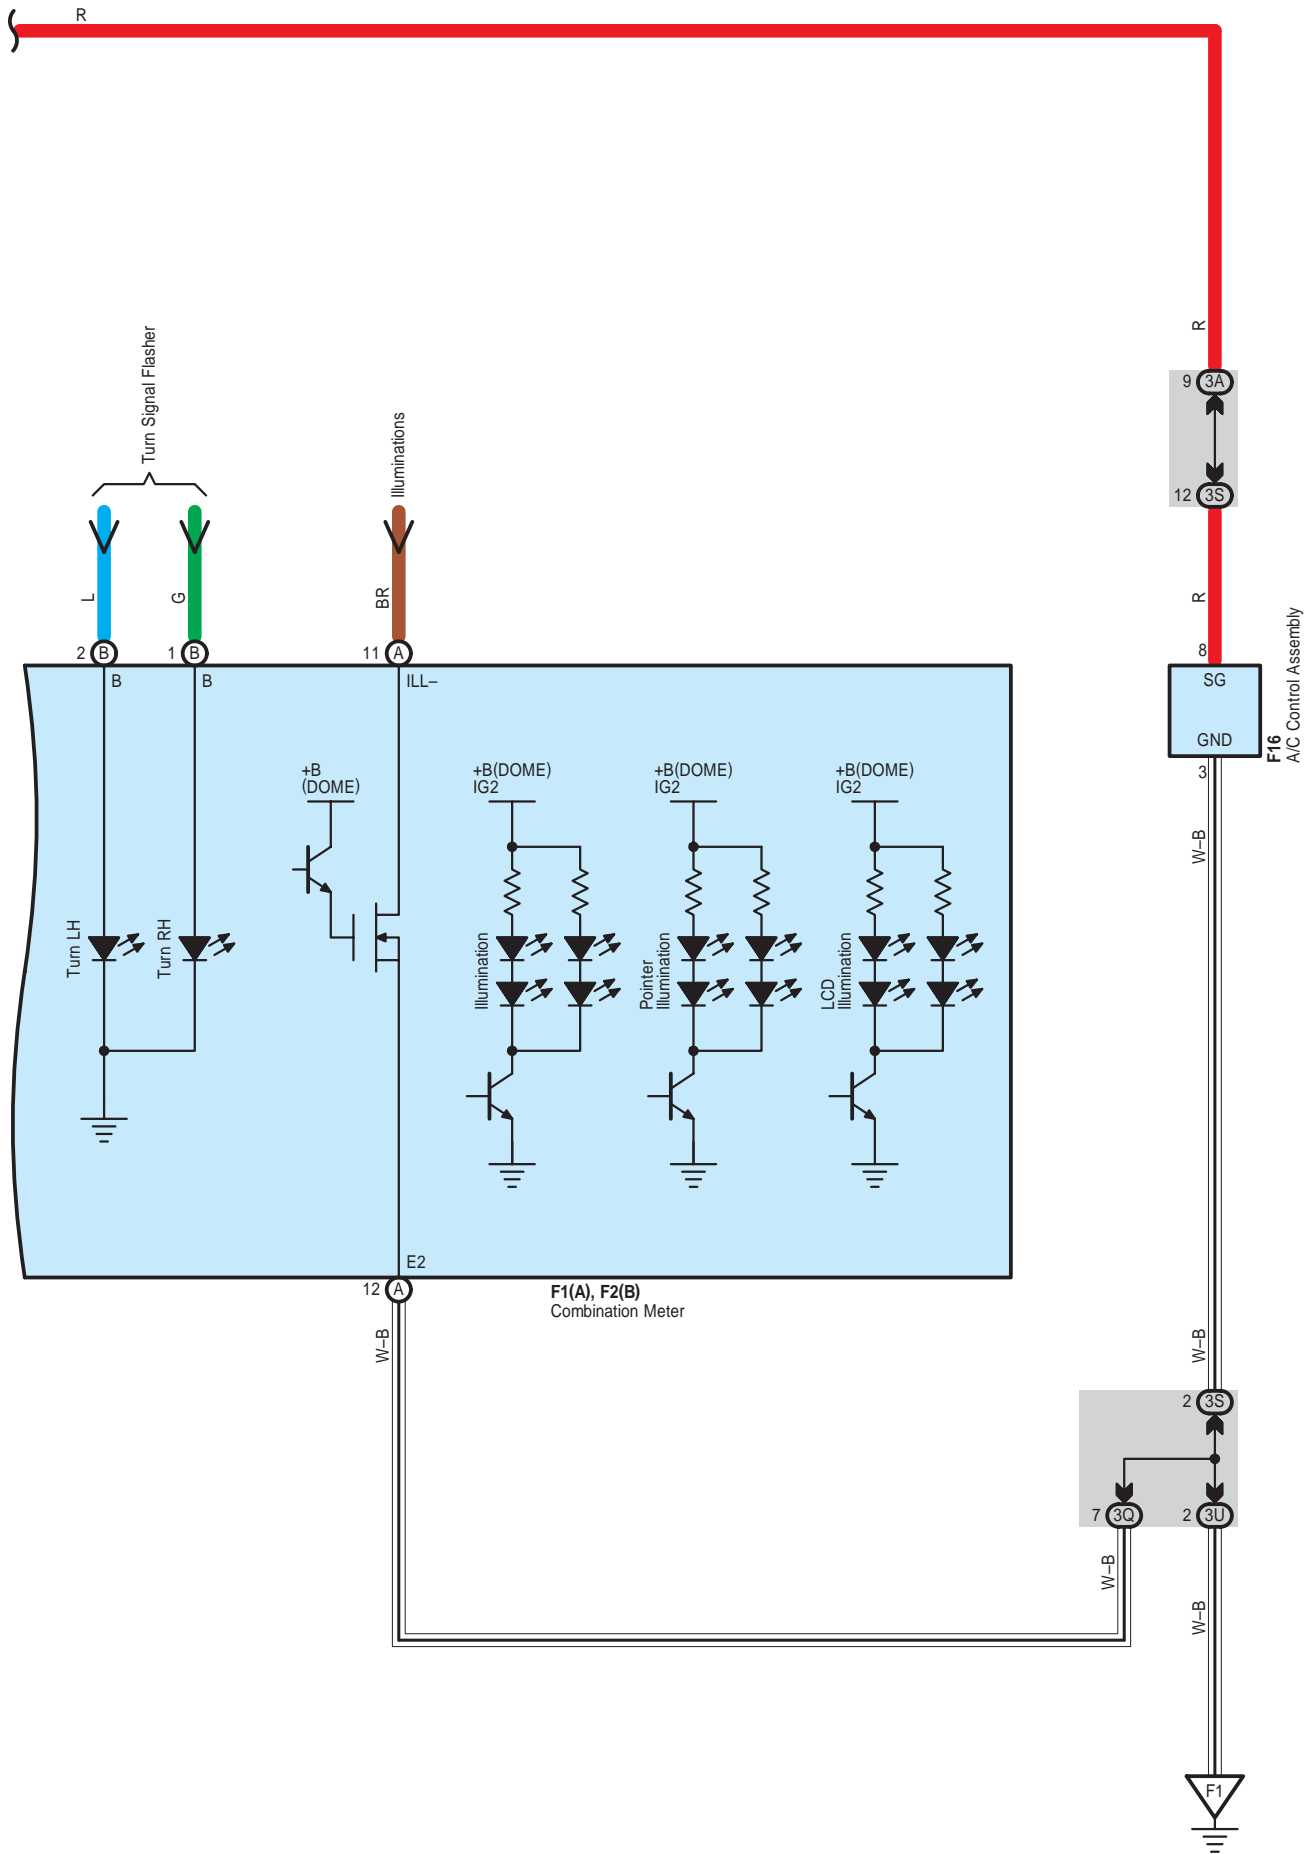 R
R
9 3A
12 3S
R
8
SG
GND
F16
A/C Control Assembly
3
W–B
Turn Signal Flasher
Illuminations
L
G
BR
2 B
1 B
11 A
B
B
ILL–
+B
(DOME)
+B(DOME)
IG2
+B(DOME)
IG2
+B(DOME)
IG2
Turn LH
Turn RH
Illumination
Pointer
Illumination
LCD
Illumination
E2
12 A
F1(A), F2(B)
Combination Meter
W–B
W–B
2 3S
7 3Q
2 3U
W–B
W–B
F1